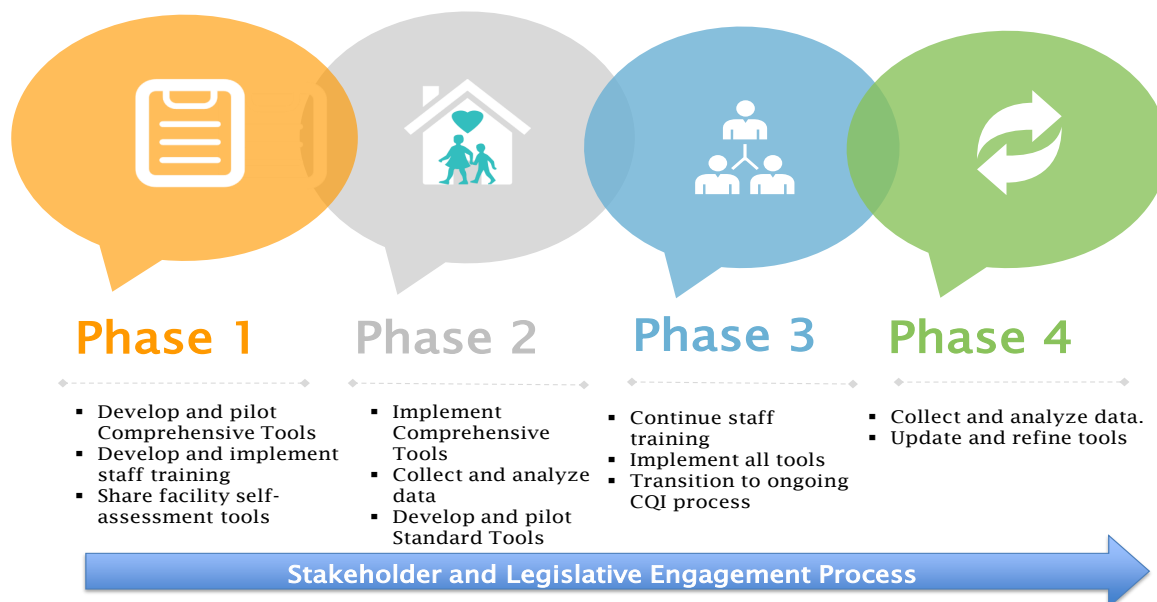 Phase 1
▪ Develop and pilot
Comprehensive Tools
▪ Develop and implement
staff training
▪ Share facility self-
assessment tools
Phase 2
▪ Implement
Comprehensive
Tools
▪ Collect and analyze
data
▪ Develop and pilot
Standard Tools
Phase 3
▪ Continue staff
training
▪ Implement all tools
▪ Transition to ongoing
CQI process
Phase 4
▪ Collect and analyze data.
▪ Update and refine tools
Stakeholder and Legislative Engagement Process